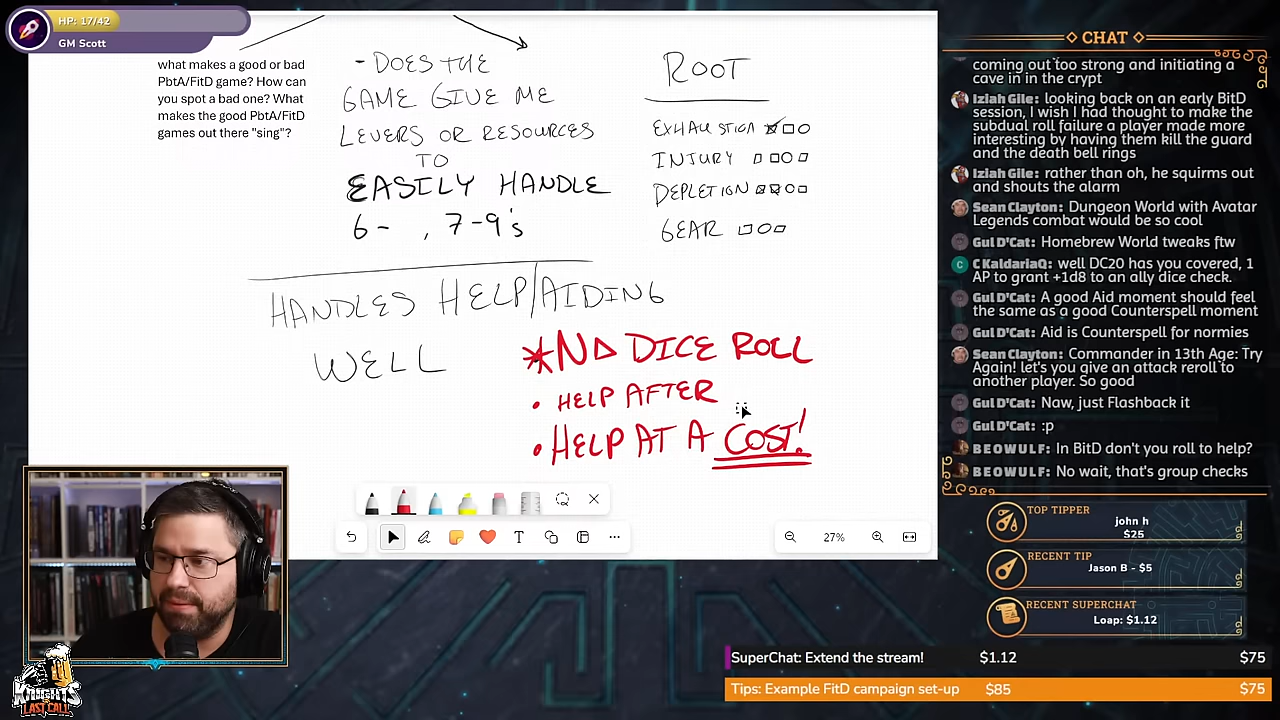 HP: 17/42
GM Scott
what makes a good or bad
PbtA/FitD game? How can
you spot a bad one? What
makes the good PbtA/FitD
games out there "sing"?
- DOES THE
GAME GIVE ME
LEVERS OR RESOURCES
TO
EASILY HANDLE
6- , 7-9's
ROOT
EXHAUSTION
INJURY
DEPLETION
GEAR
HANDLES HELP/AIDING
WELL
*NO DICE ROLL
• HELP AFTER
• HELP AT A COST!
27%
CHAT
coming out too strong and initiating a
cave in in the crypt
Iziah Gile: looking back on an early BitD
session, I wish I had thought to make the
subdual roll failure a player made more
interesting by having them kill the guard
and the death bell rings
Iziah Gile: rather than oh, he squirms out
and shouts the alarm
Sean Clayton: Dungeon World with Avatar
Legends combat would be so cool
Gul D'Cat: Homebrew World tweaks ftw
C KaldariaQ: well DC20 has you covered, 1
AP to grant +1d8 to an ally dice check.
Gul D'Cat: A good Aid moment should feel
the same as a good Counterspell moment
Gul D'Cat: Aid is Counterspell for normies
Sean Clayton: Commander in 13th Age: Try
Again! let's you give an attack reroll to
another player. So good
Gul D'Cat: Naw, just Flashback it
Gul D'Cat: :p
BEOWULF: In BitD don't you roll to help?
BEOWULF: No wait, that's group checks
TOP TIPPER
john h
$25
RECENT TIP
Jason B - $5
RECENT SUPERCHAT
Loap: $1.12
SuperChat: Extend the stream! $1.12 $75
Tips: Example FitD campaign set-up $85 $75
KNIGHTS
LAST CALL